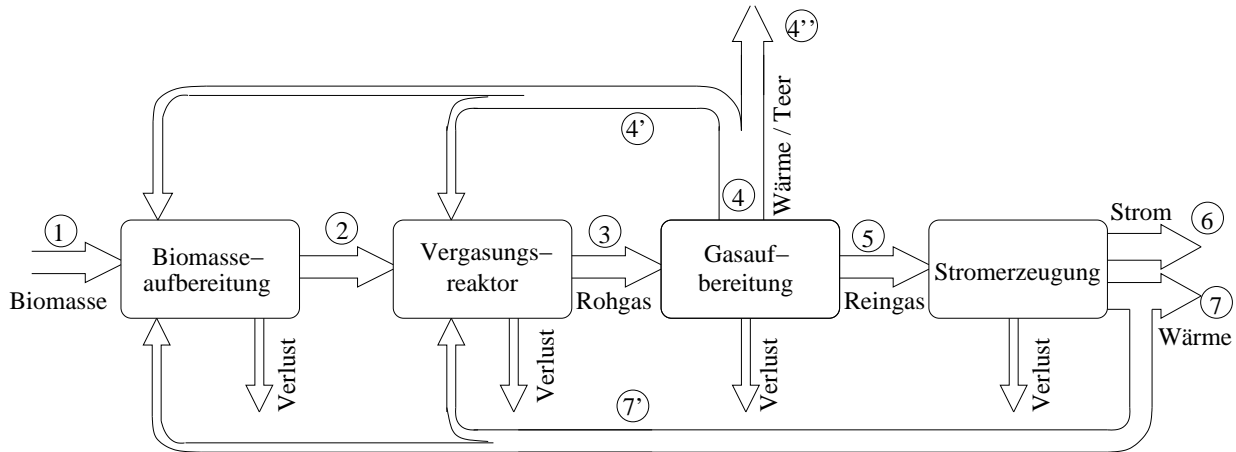 4’’
4’
Wärme / Teer
4
1
2
3
5
Strom
6
Biomasse–
aufbereitung
Vergasungs–
reaktor
Gasauf–
bereitung
Stromerzeugung
Biomasse
Rohgas
Reingas
7
Wärme
Verlust
Verlust
Verlust
Verlust
7’